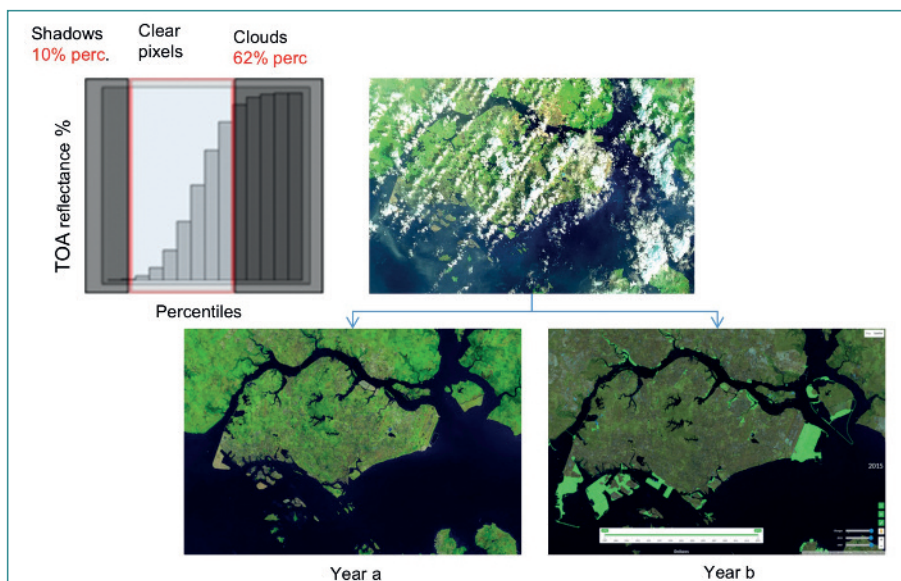 Shadows
10% perc.
Clear
pixels
Clouds
62% perc
TOA reflectance %
Percentiles
2015
Year a
Year b